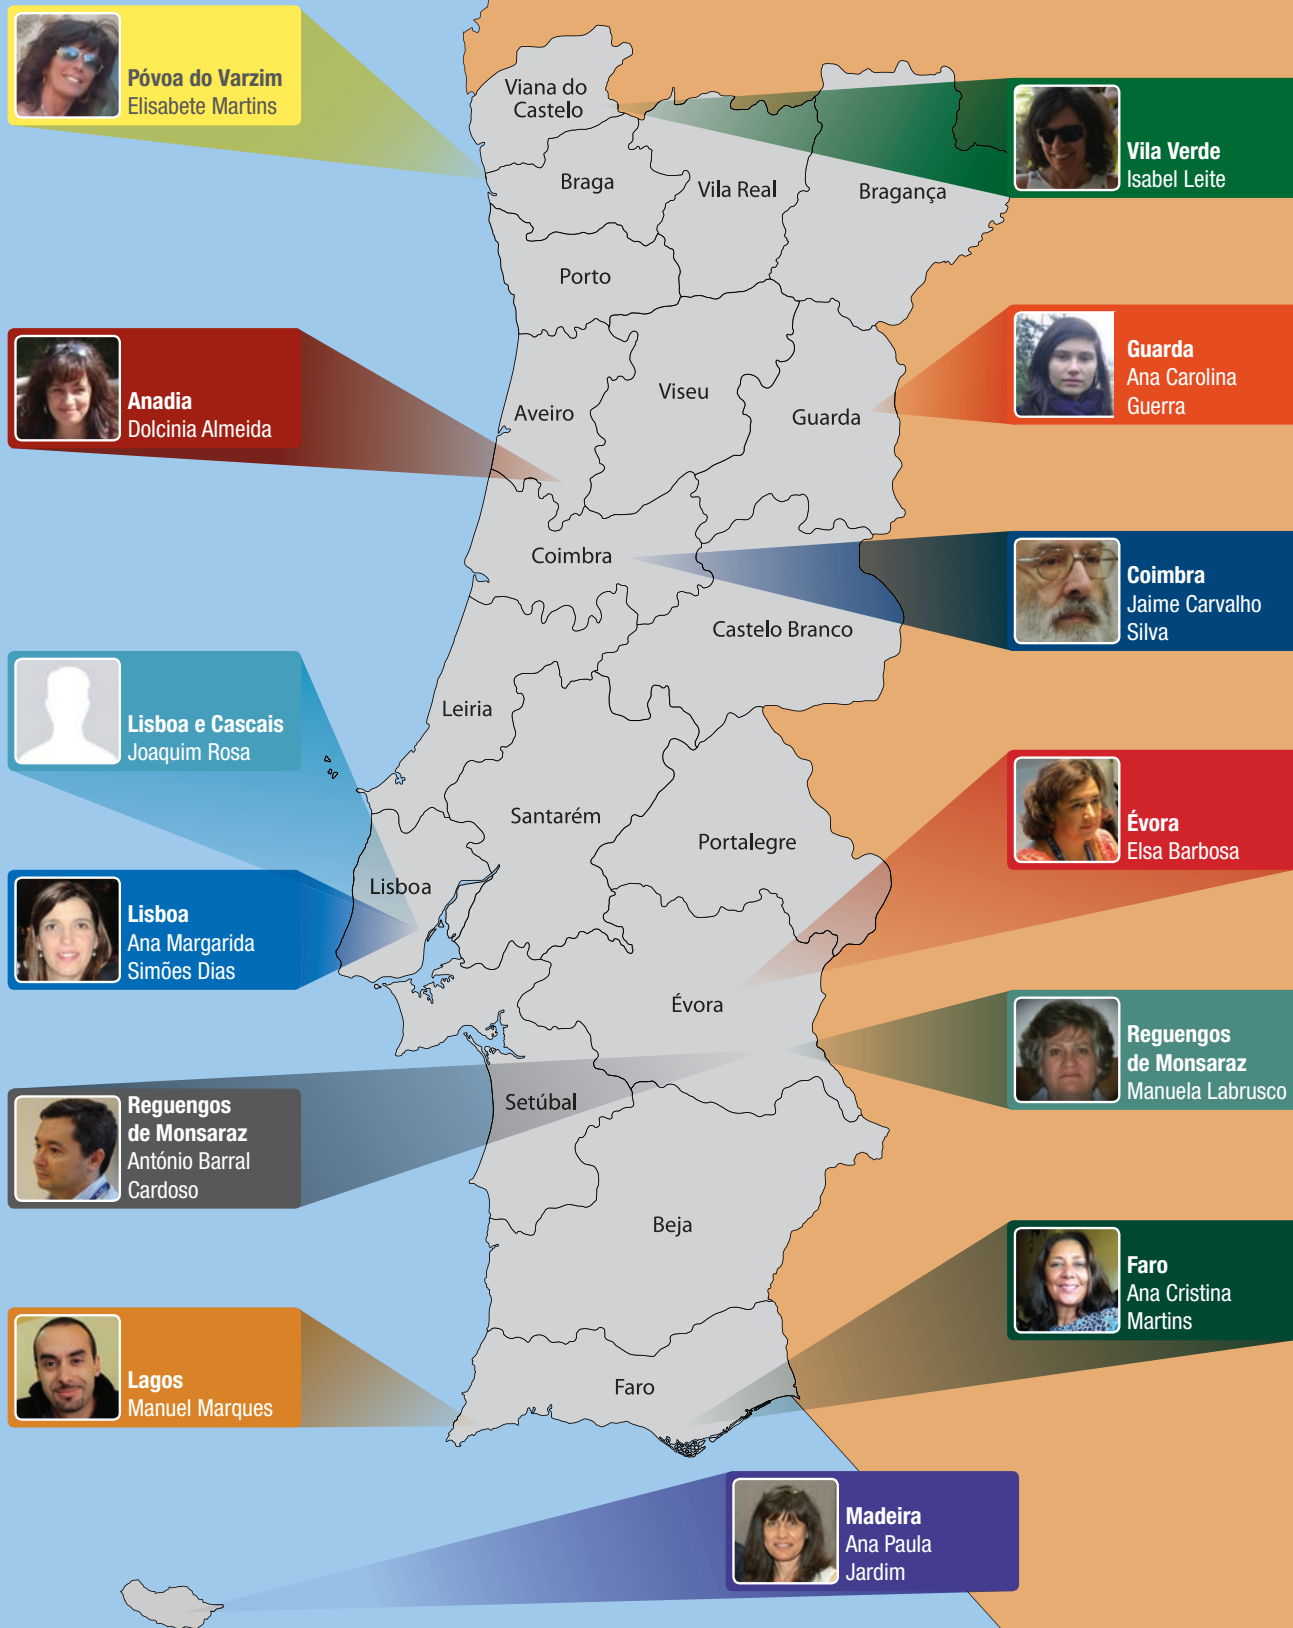 Póvoa do Varzim
Elisabete Martins
Viana do
Castelo
Braga
Vila Real
Bragança
Vila Verde
Isabel Leite
Porto
Anadia
Dolcinia Almeida
Aveiro
Viseu
Guarda
Guarda
Ana Carolina
Guerra
Coimbra
Coimbra
Jaime Carvalho
Silva
Castelo Branco
Lisboa e Cascais
Joaquim Rosa
Leiria
Santarém
Portalegre
Évora
Elsa Barbosa
Lisboa
Lisboa
Ana Margarida
Simões Dias
Évora
Reguengos
de Monsaraz
Manuela Labrusco
Reguengos
de Monsaraz
António Barral
Cardoso
Setúbal
Beja
Faro
Ana Cristina
Martins
Lagos
Manuel Marques
Faro
Madeira
Ana Paula
Jardim